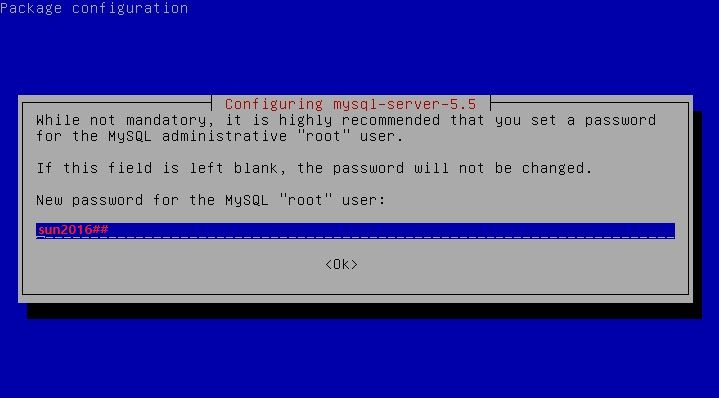 Package configuration
Configuring mysql-server-5.5
While not mandatory, it is highly recommended that you set a password
for the MySQL administrative "root" user.
If this field is left blank, the password will not be changed.
New password for the MySQL "root" user:
sun2016##
<Ok>